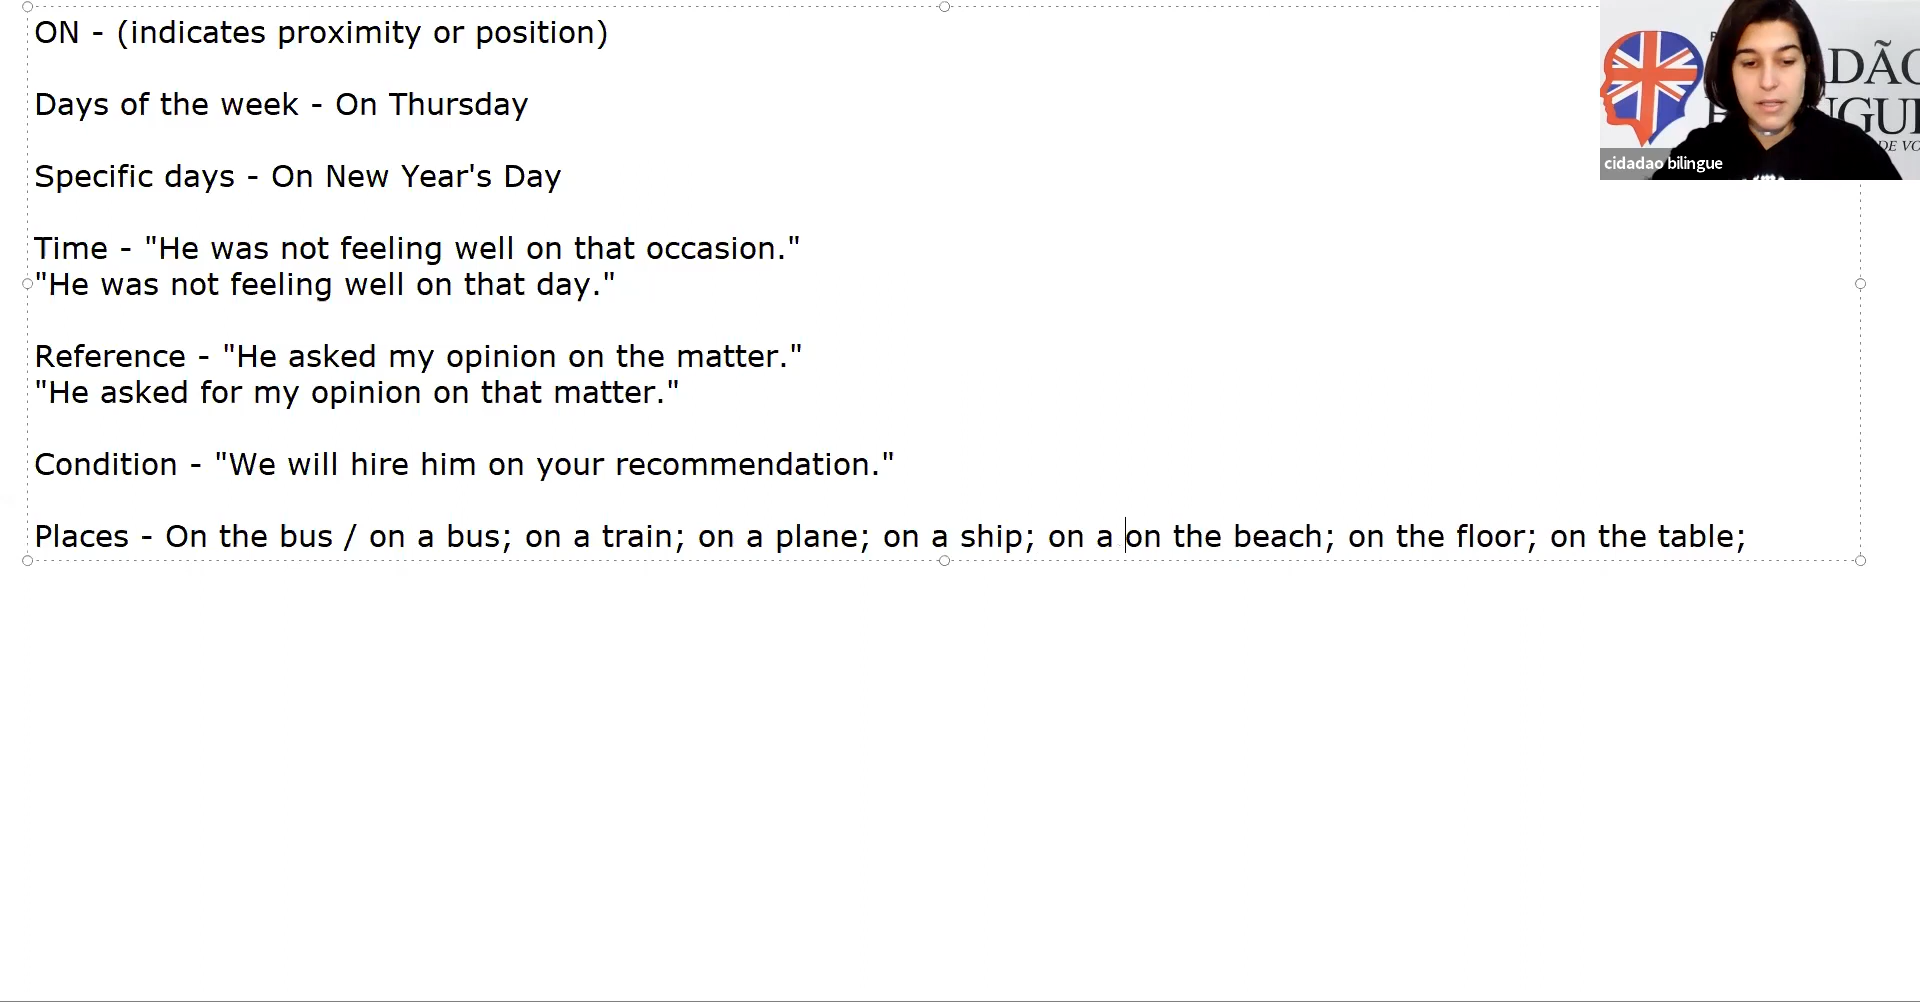 ON - (indicates proximity or position)
Days of the week - On Thursday
Specific days - On New Year's Day
Time - "He was not feeling well on that occasion."
"He was not feeling well on that day."
Reference - "He asked my opinion on the matter."
"He asked for my opinion on that matter."
Condition - "We will hire him on your recommendation."
Places - On the bus / on a bus; on a train; on a plane; on a ship; on a on the beach; on the floor; on the table;
cidadao bilingue